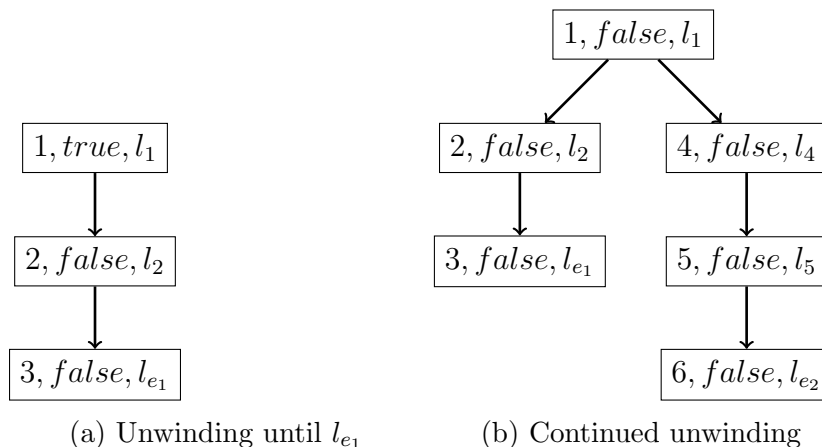 1, true, l₁
2, false, l₂
3, false, lₑ₁
(a) Unwinding until lₑ₁
1, false, l₁
2, false, l₂ 4, false, l₄
3, false, lₑ₁ 5, false, l₅
6, false, lₑ₂
(b) Continued unwinding